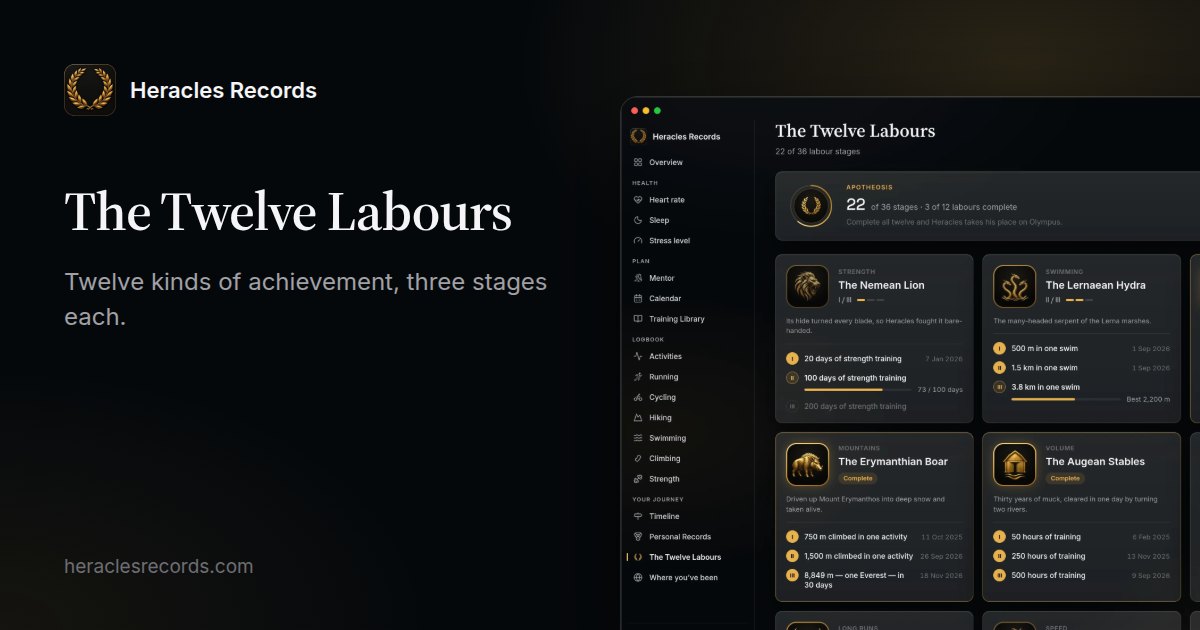 Heracles Records
The Twelve Labours
Twelve kinds of achievement, three stages
each.
heraclesrecords.com
Heracles Records
Overview
HEALTH
Heart rate
Sleep
Stress level
PLAN
Mentor
Calendar
Training Library
LOGBOOK
Activities
Running
Cycling
Hiking
Swimming
Climbing
Strength
YOUR JOURNEY
Timeline
Personal Records
The Twelve Labours
Where you've been
The Twelve Labours
22 of 36 labour stages
APOTHEOSIS
22 of 36 stages · 3 of 12 labours complete
Complete all twelve and Heracles takes his place on Olympus.
STRENGTH
The Nemean Lion
I / III
Its hide turned every blade, so Heracles fought it bare-
handed.
I 20 days of strength training 7 Jan 2026
II 100 days of strength training
73 / 100 days
III 200 days of strength training
SWIMMING
The Lernaean Hydra
II / III
The many-headed serpent of the Lerna marshes.
I 500 m in one swim 1 Sep 2026
II 1.5 km in one swim 1 Sep 2026
III 3.8 km in one swim
Best 2,200 m
MOUNTAINS
The Erymanthian Boar
Complete
Driven up Mount Erymanthos into deep snow and
taken alive.
I 750 m climbed in one activity 11 Oct 2025
II 1,500 m climbed in one activity 26 Sep 2026
III 8,849 m — one Everest — in 18 Nov 2026
30 days
VOLUME
The Augean Stables
Complete
Thirty years of muck, cleared in one day by turning
two rivers.
I 50 hours of training 6 Feb 2025
II 250 hours of training 13 Nov 2025
III 500 hours of training 9 Sep 2026
LONG RUNS
SPEED